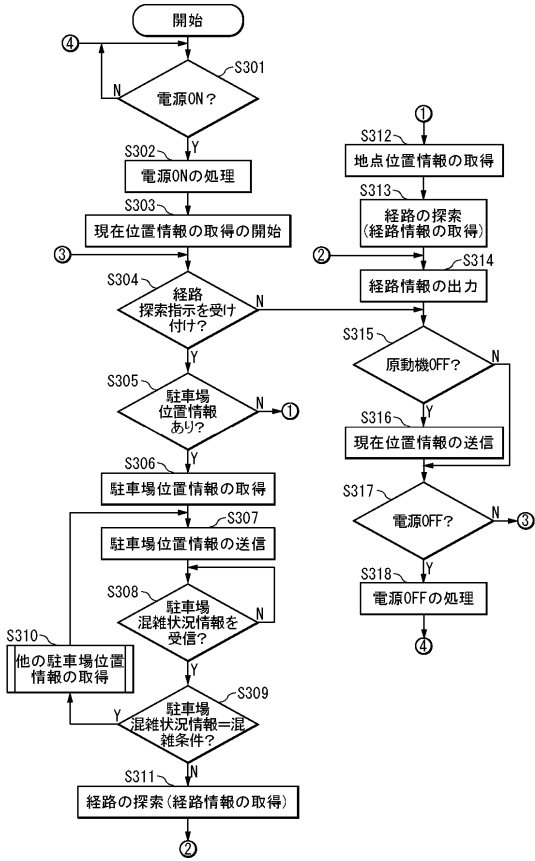 開始
④
S301
電源ON？
N
Y
S302
電源ONの処理
S303
現在位置情報の取得の開始
③
S304
経路
探索指示を受け
付け？
N
Y
S305
駐車場
位置情報
あり？
N
①
Y
S306
駐車場位置情報の取得
S307
駐車場位置情報の送信
S308
駐車場
混雑状況情報を
受信？
N
Y
S310
他の駐車場位置
情報の取得
S309
駐車場
混雑状況情報＝混
雑条件？
Y
N
S311
経路の探索(経路情報の取得)
②
①
S312
地点位置情報の取得
S313
経路の探索
(経路情報の取得)
②
S314
経路情報の出力
S315
原動機OFF？
N
Y
S316
現在位置情報の送信
S317
電源OFF？
N
③
Y
S318
電源OFFの処理
④